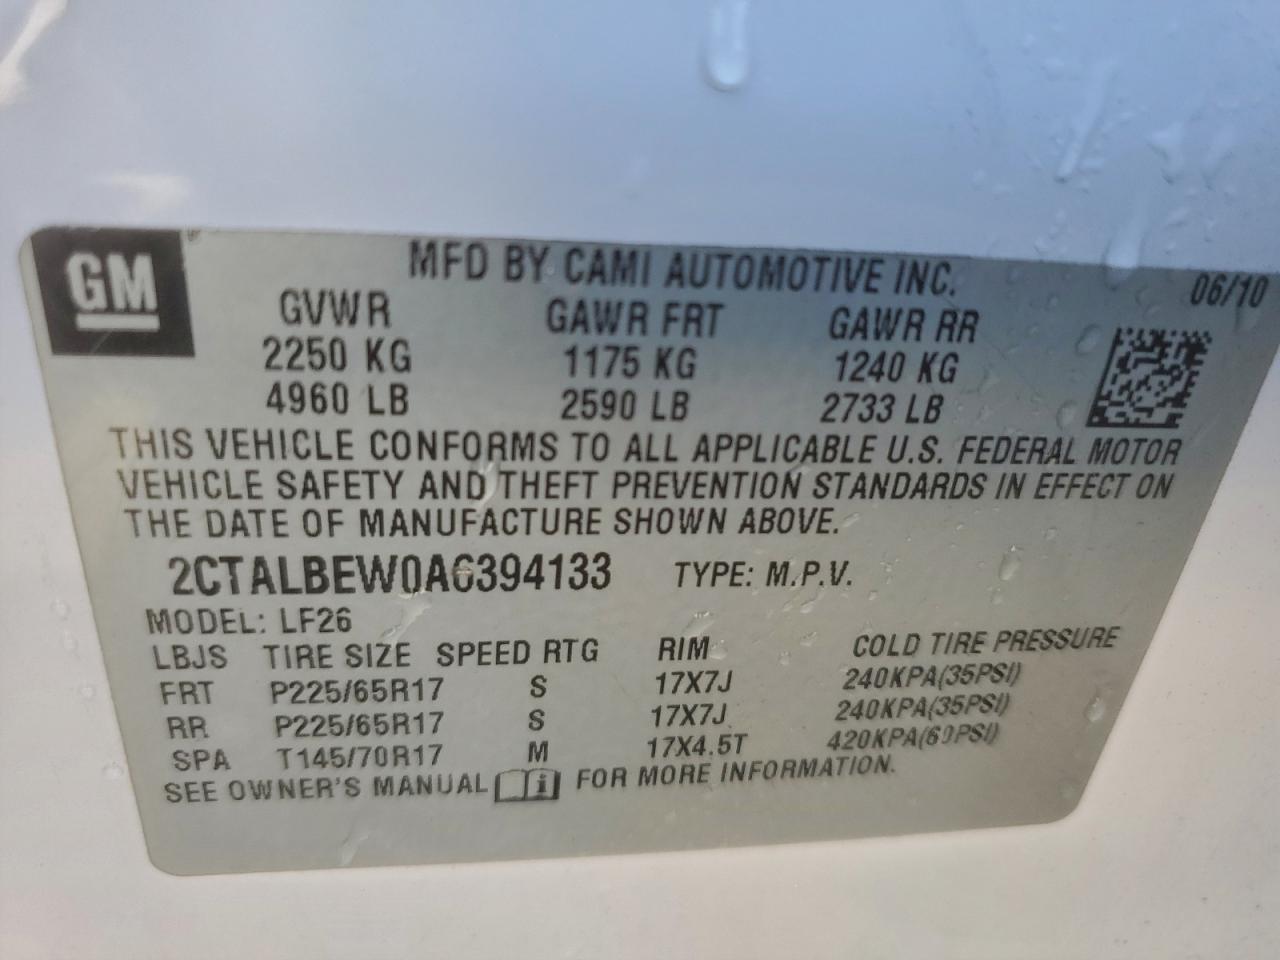 GM
MFD BY CAMI AUTOMOTIVE INC. 06/10
GVWR GAWR FRT GAWR RR
2250 KG 1175 KG 1240 KG
4960 LB 2590 LB 2733 LB
THIS VEHICLE CONFORMS TO ALL APPLICABLE U.S. FEDERAL MOTOR
VEHICLE SAFETY AND THEFT PREVENTION STANDARDS IN EFFECT ON
THE DATE OF MANUFACTURE SHOWN ABOVE.
2CTALBEW0A6394133 TYPE: M.P.V.
MODEL: LF26
LBJS TIRE SIZE SPEED RTG RIM COLD TIRE PRESSURE
FRT P225/65R17 S 17X7J 240KPA(35PSI)
RR P225/65R17 S 17X7J 240KPA(35PSI)
SPA T145/70R17 M 17X4.5T 420KPA(60PSI)
SEE OWNER'S MANUAL i FOR MORE INFORMATION.